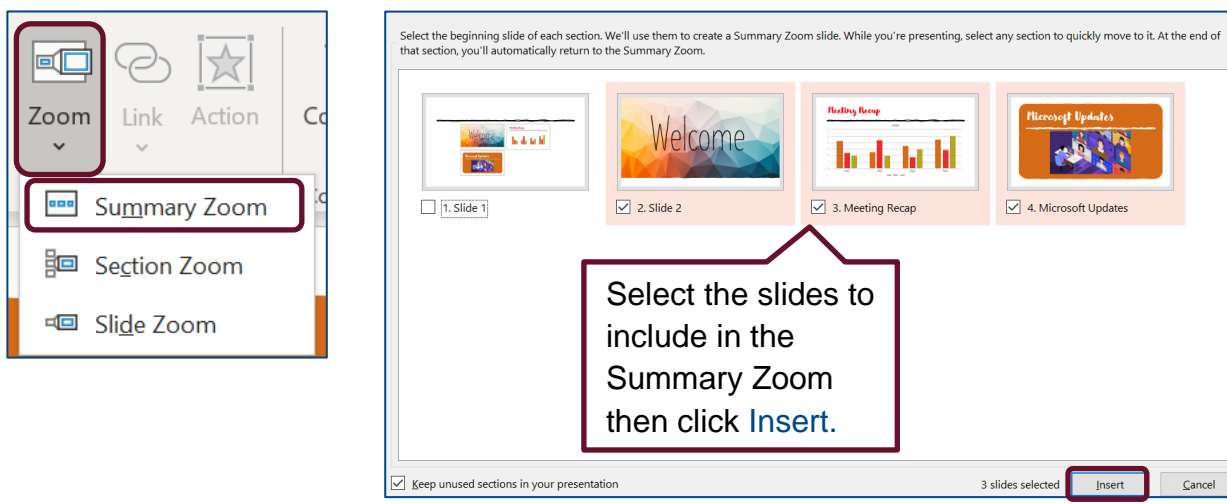 Zoom
Link
Action
Summary Zoom
Section Zoom
Slide Zoom
Select the beginning slide of each section. We'll use them to create a Summary Zoom slide. While you're presenting, select any section to quickly move to it. At the end of
that section, you'll automatically return to the Summary Zoom.
Welcome
Meeting Recap
Microsoft Updates
1. Slide 1
2. Slide 2
3. Meeting Recap
4. Microsoft Updates
Select the slides to
include in the
Summary Zoom
then click Insert.
Keep unused sections in your presentation
3 slides selected
Insert
Cancel